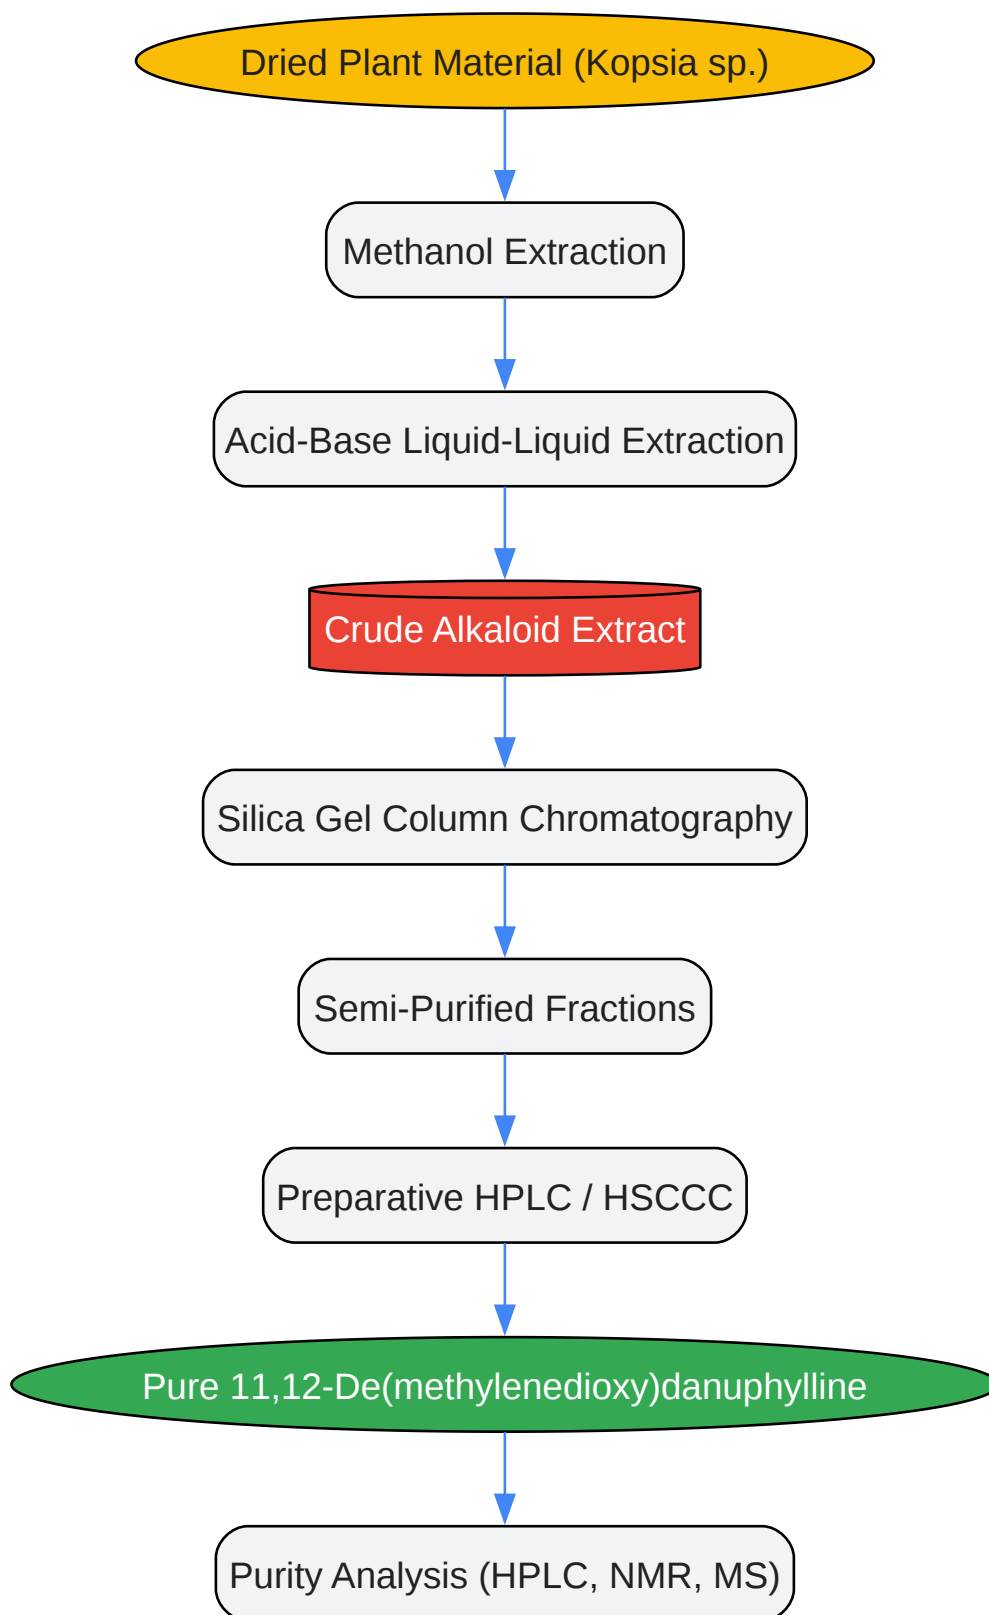 Dried Plant Material (Kopsia sp.)
Methanol Extraction
Acid-Base Liquid-Liquid Extraction
Crude Alkaloid Extract
Silica Gel Column Chromatography
Semi-Purified Fractions
Preparative HPLC / HSCCC
Pure 11,12-De(methylenedioxy)danuphylline
Purity Analysis (HPLC, NMR, MS)